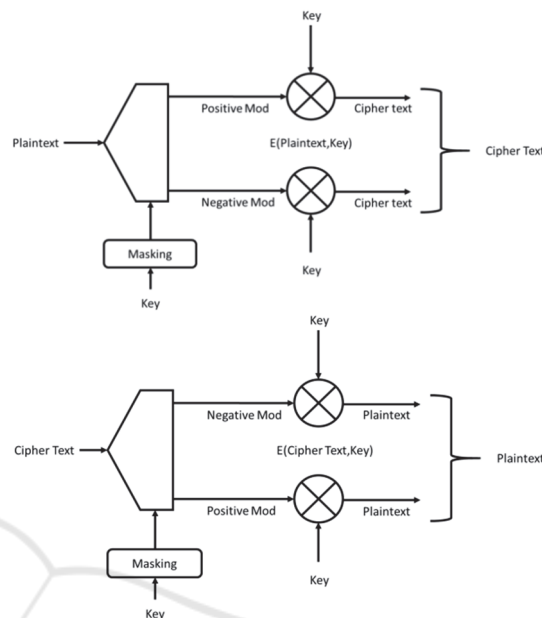 Key
Positive Mod
Cipher text
Plaintext
E(Plaintext,Key)
Cipher Text
Negative Mod
Cipher text
Masking
Key
Key
Key
Negative Mod
Plaintext
Cipher Text
E(Cipher Text,Key)
Plaintext
Positive Mod
Plaintext
Masking
Key
Key